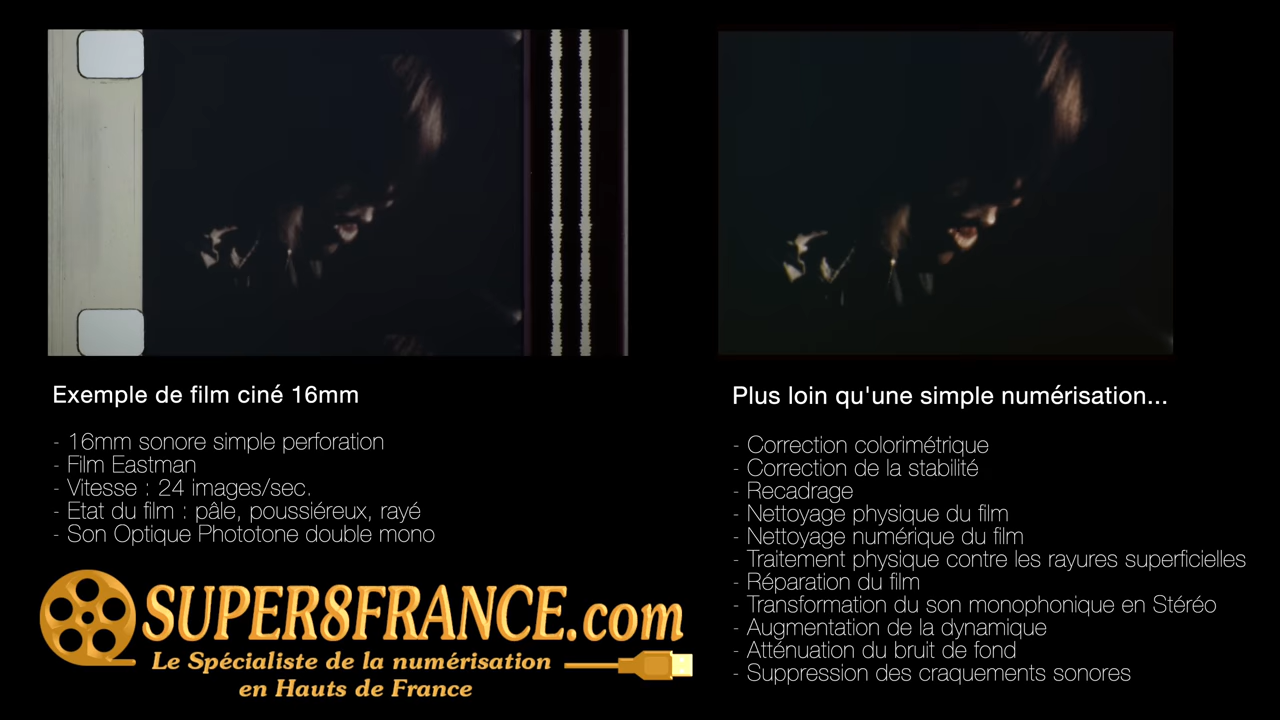 Exemple de film ciné 16mm
- 16mm sonore simple perforation
- Film Eastman
- Vitesse : 24 images/sec.
- Etat du film : pâle, poussiéreux, rayé
- Son Optique Phototone double mono
SUPER8FRANCE.com
Le Spécialiste de la numérisation
en Hauts de France
Plus loin qu'une simple numérisation...
- Correction colorimétrique
- Correction de la stabilité
- Recadrage
- Nettoyage physique du film
- Nettoyage numérique du film
- Traitement physique contre les rayures superficielles
- Réparation du film
- Transformation du son monophonique en Stéréo
- Augmentation de la dynamique
- Atténuation du bruit de fond
- Suppression des craquements sonores